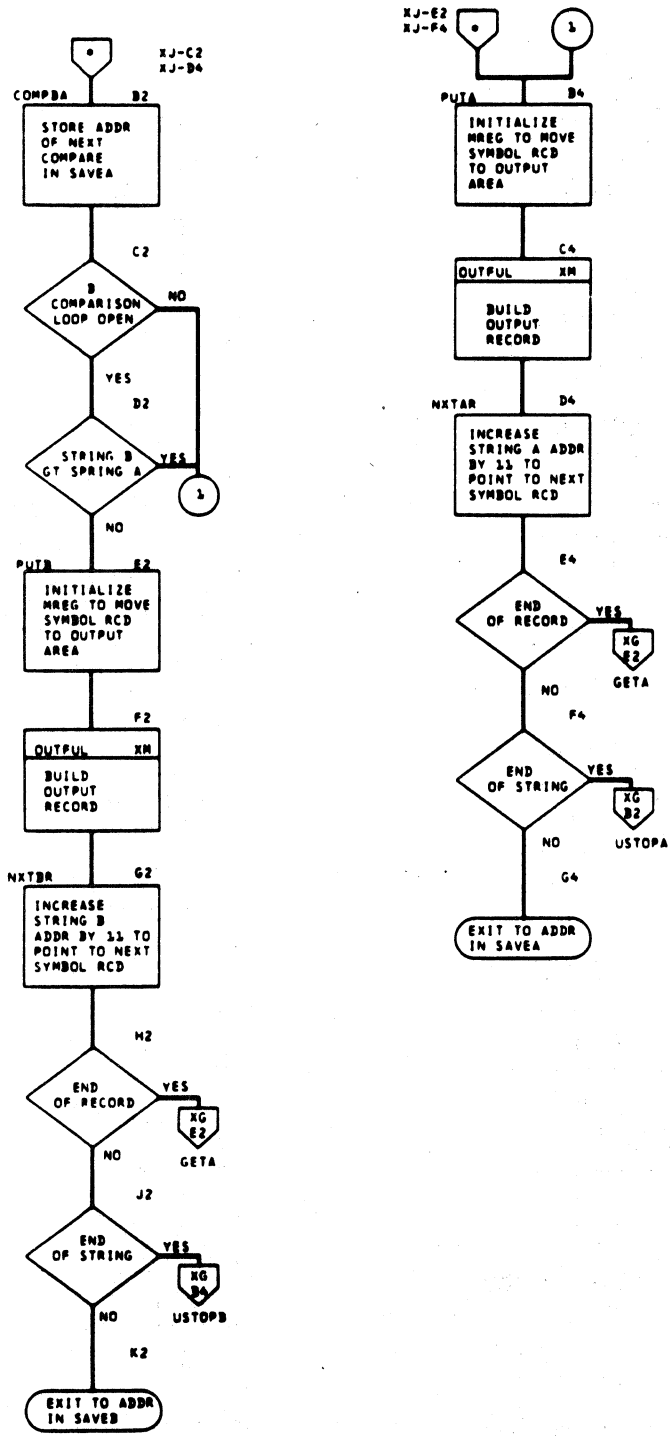 *
XJ-C2
XJ-D4
COMPBA B2
STORE ADDR
OF NEXT
COMPARE
IN SAVEA
C2
B
COMPARISON
LOOP OPEN
NO
YES
D2
STRING B
GT SPRING A
YES
1
NO
PUTB E2
INITIALIZE
MREG TO MOVE
SYMBOL RCD
TO OUTPUT
AREA
F2
OUTFUL XM
BUILD
OUTPUT
RECORD
NXTBR G2
INCREASE
STRING B
ADDR BY 11 TO
POINT TO NEXT
SYMBOL RCD
H2
END
OF RECORD
YES
XG
E2
GETA
NO
J2
END
OF STRING
YES
XG
B4
USTOPB
NO
K2
EXIT TO ADDR
IN SAVEB
XJ-E2
XJ-F4
*
1
PUTA B4
INITIALIZE
MREG TO MOVE
SYMBOL RCD
TO OUTPUT
AREA
C4
OUTFUL XM
BUILD
OUTPUT
RECORD
NXTAR D4
INCREASE
STRING A ADDR
BY 11 TO
POINT TO NEXT
SYMBOL RCD
E4
END
OF RECORD
YES
XG
E2
GETA
NO
F4
END
OF STRING
YES
XG
B2
USTOPA
NO
G4
EXIT TO ADDR
IN SAVEA